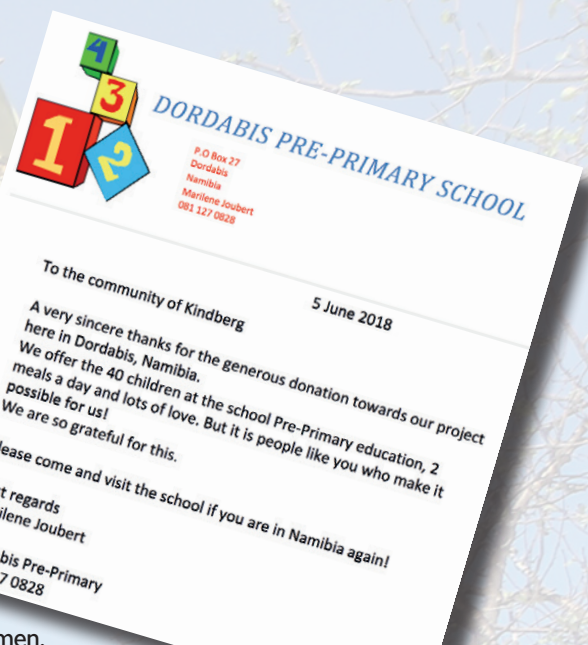 4
3
1 2
DORDABIS PRE-PRIMARY SCHOOL
P.O Box 27
Dordabis
Namibia
Marilene Joubert
081 127 0828
To the community of Kindberg
5 June 2018
A very sincere thanks for the generous donation towards our project
here in Dordabis, Namibia.
We offer the 40 children at the school Pre-Primary education, 2
meals a day and lots of love. But it is people like you who make it
possible for us!
We are so grateful for this.
lease come and visit the school if you are in Namibia again!
t regards
ilene Joubert
bis Pre-Primary
7 0828
men.